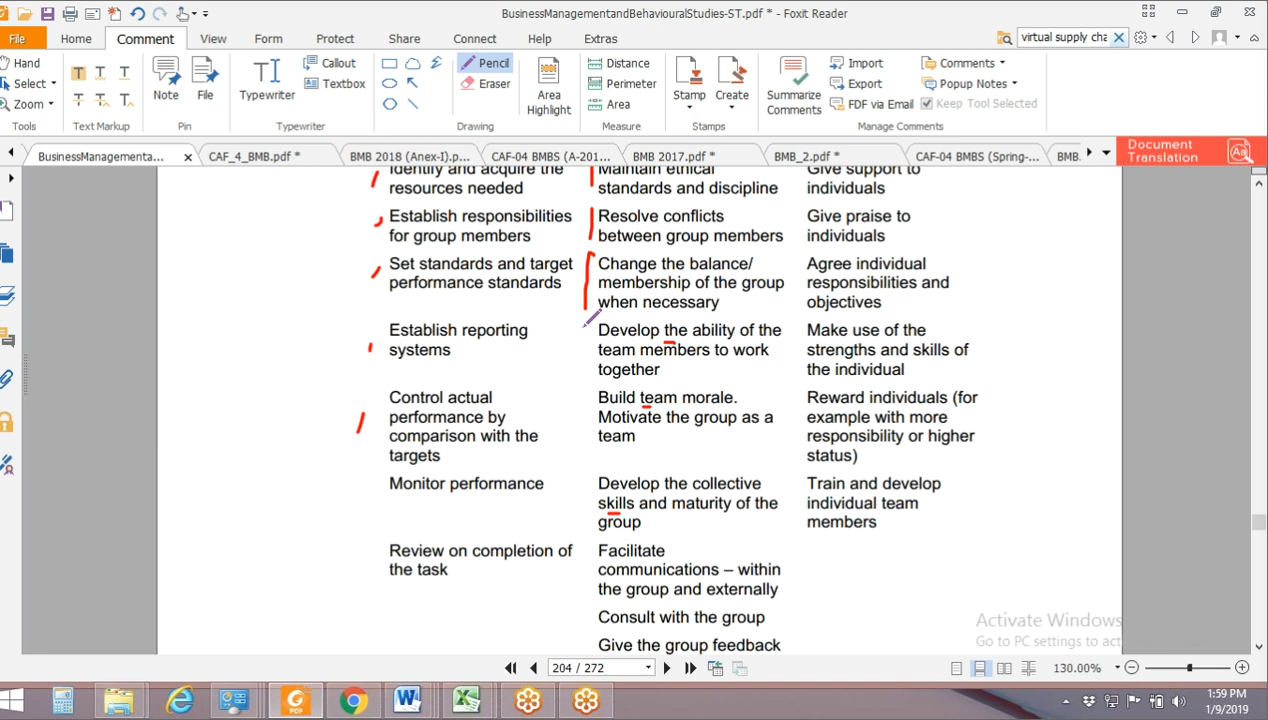 BusinessManagementandBehaviouralStudies-ST.pdf * - Foxit Reader
File Home Comment View Form Protect Share Connect Help Extras
virtual supply cha
Hand
Select
Zoom
Tools
T T T
T T T
Text Markup
Note
File
Pin
Typewriter
Callout
Textbox
Typewriter
Pencil
Eraser
Drawing
Area Highlight
Distance
Perimeter
Area
Measure
Stamp
Create
Stamps
Summarize Comments
Import
Export
FDF via Email
Comments
Popup Notes
Keep Tool Selected
Manage Comments
BusinessManagementa...
CAF_4_BMB.pdf *
BMB 2018 (Anex-I).p...
CAF-04 BMBS (A-201...
BMB 2017.pdf *
BMB_2.pdf *
CAF-04 BMBS (Spring-...
BMB.
Document
Translation
Identify and acquire the
resources needed
Maintain ethical
standards and discipline
Give support to
individuals
Establish responsibilities
for group members
Resolve conflicts
between group members
Give praise to
individuals
Set standards and target
performance standards
Change the balance/
membership of the group
when necessary
Agree individual
responsibilities and
objectives
Establish reporting
systems
Develop the ability of the
team members to work
together
Make use of the
strengths and skills of
the individual
Control actual
performance by
comparison with the
targets
Build team morale.
Motivate the group as a
team
Reward individuals (for
example with more
responsibility or higher
status)
Monitor performance
Develop the collective
skills and maturity of the
group
Train and develop
individual team
members
Review on completion of
the task
Facilitate
communications – within
the group and externally
Consult with the group
Give the group feedback
Activate Windows
Go to PC settings to
204 / 272
130.00%
1:59 PM
1/9/2019